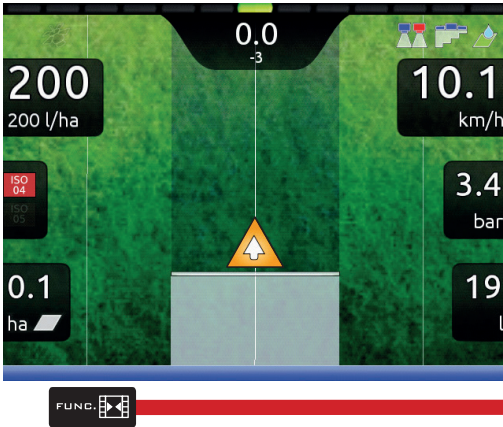 0.0
-3
200
200 l/ha
10.1
km/h
ISO
04
ISO
05
3.4
bar
0.1
ha
19
l
FUNC.